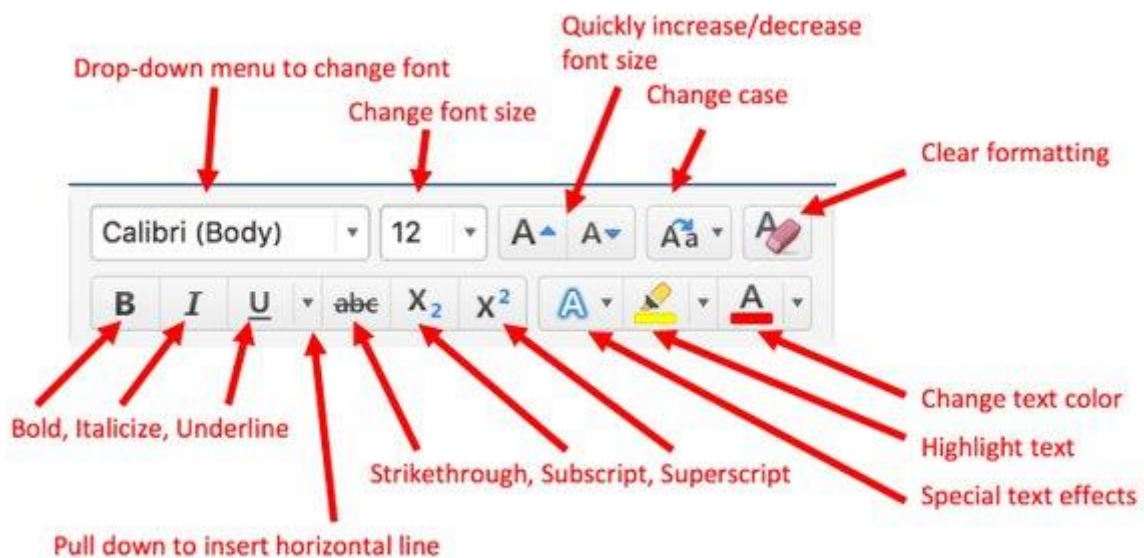 Quickly increase/decrease
font size
Drop-down menu to change font
Change case
Change font size
Clear formatting
Calibri (Body)
12
A A
Aa
A
B I U abc X₂ X²
A
A
Bold, Italicize, Underline
Change text color
Highlight text
Strikethrough, Subscript, Superscript
Special text effects
Pull down to insert horizontal line